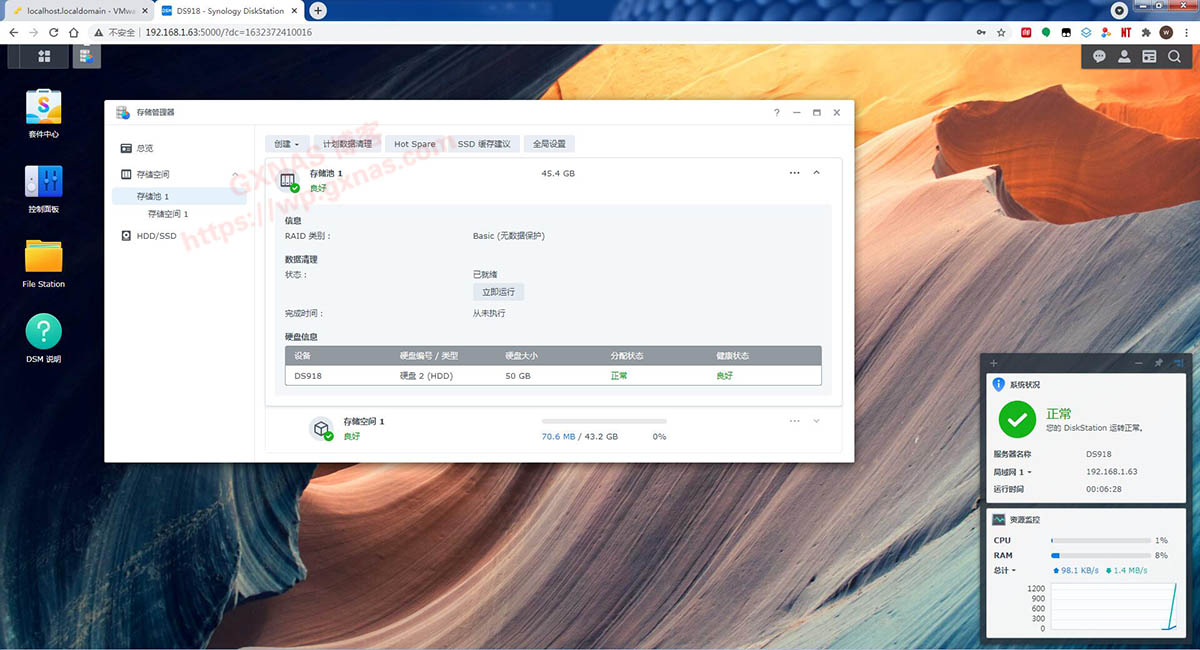 localhost.localdomain - VMwa
DS918 - Synology DiskStation
不安全 192.168.1.63:5000/?dc=1632372410016
套件中心
控制面板
File Station
DSM 说明
存储管理器
总览
存储空间
存储池 1
存储空间 1
HDD/SSD
创建
计划数据清理
Hot Spare
SSD 缓存建议
全局设置
存储池 1
良好
45.4 GB
信息
RAID 类别：
Basic (无数据保护)
数据清理
状态：
已就绪
立即运行
完成时间：
从未执行
硬盘信息
设备 硬盘编号 / 类型 硬盘大小 分配状态 健康状态
DS918 硬盘 2 (HDD) 50 GB 正常 良好
存储空间 1
良好
70.6 MB / 43.2 GB 0%
GXNAS 博客
https://wp.gxnas.com
系统状况
正常
您的 DiskStation 运转正常。
服务器名称 DS918
局域网 1 192.168.1.63
运行时间 00:06:28
资源监控
CPU 1%
RAM 8%
总计 98.1 KB/s 1.4 MB/s
1200
900
600
300
0